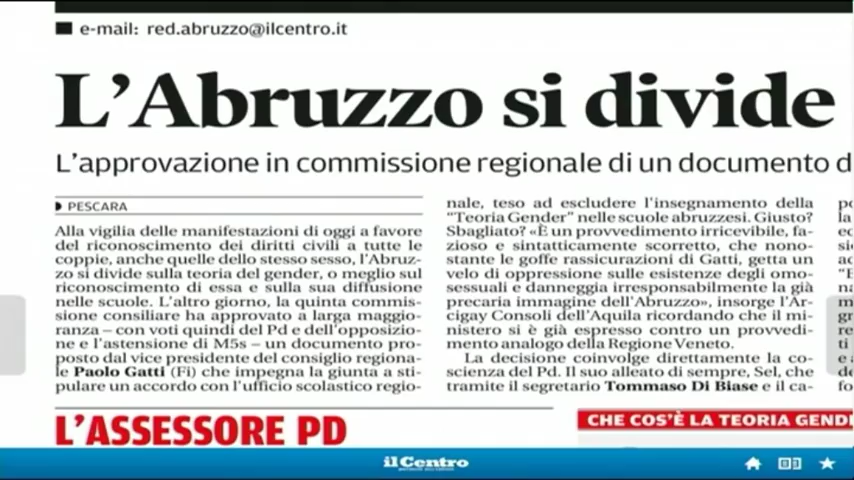 e-mail: red.abruzzo@ilcentro.it
L'Abruzzo si divide
L'approvazione in commissione regionale di un documento d
PESCARA
Alla vigilia delle manifestazioni di oggi a favore
del riconoscimento dei diritti civili a tutte le
coppie, anche quelle dello stesso sesso, l'Abruz-
zo si divide sulla teoria del gender, o meglio sul
riconoscimento di essa e sulla sua diffusione
nelle scuole. L'altro giorno, la quinta commis-
sione consiliare ha approvato a larga maggio-
ranza – con voti quindi del Pd e dell'opposizio-
ne e l'astensione di M5s – un documento pro-
posto dal vice presidente del consiglio regiona-
le Paolo Gatti (Fi) che impegna la giunta a sti-
pulare un accordo con l'ufficio scolastico regio-
nale, teso ad escludere l'insegnamento della
"Teoria Gender" nelle scuole abruzzesi. Giusto?
Sbagliato? «È un provvedimento irricevibile, fa-
zioso e sintatticamente scorretto, che nono-
stante le goffe rassicurazioni di Gatti, getta un
velo di oppressione sulle esistenze degli omo-
sessuali e danneggia irresponsabilmente la già
precaria immagine dell'Abruzzo», insorge l'Ar-
cigay Consoli dell'Aquila ricordando che il mi-
nistero si è già espresso contro un provvedi-
mento analogo della Regione Veneto.
La decisione coinvolge direttamente la co-
scienza del Pd. Il suo alleato di sempre, Sel, che
tramite il segretario Tommaso Di Biase e il ca-
L'ASSESSORE PD
CHE COS'È LA TEORIA GENDE
il Centro